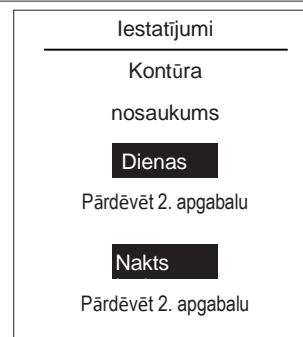 Iestatījumi
Kontūra
nosaukums
Dienas
Pārdēvēt 2. apgabalu
Nakts
Pārdēvēt 2. apgabalu